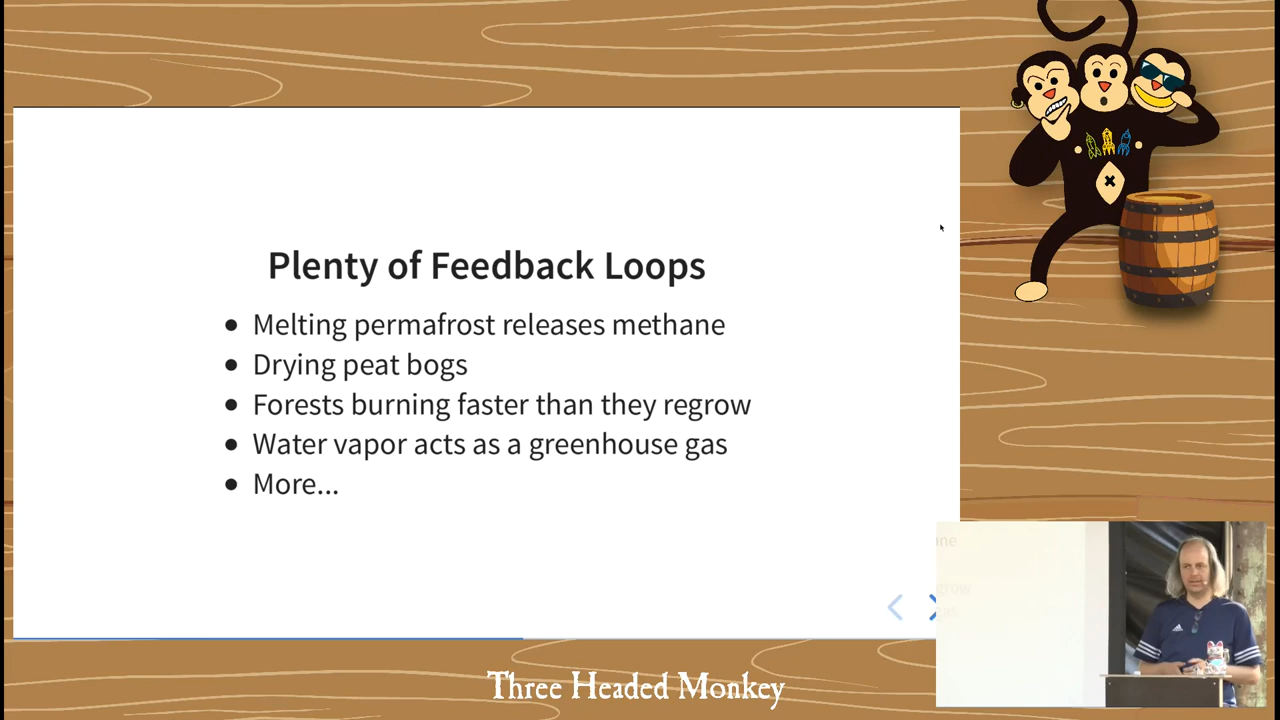 Plenty of Feedback Loops
• Melting permafrost releases methane
• Drying peat bogs
• Forests burning faster than they regrow
• Water vapor acts as a greenhouse gas
• More...
Three Headed Monkey